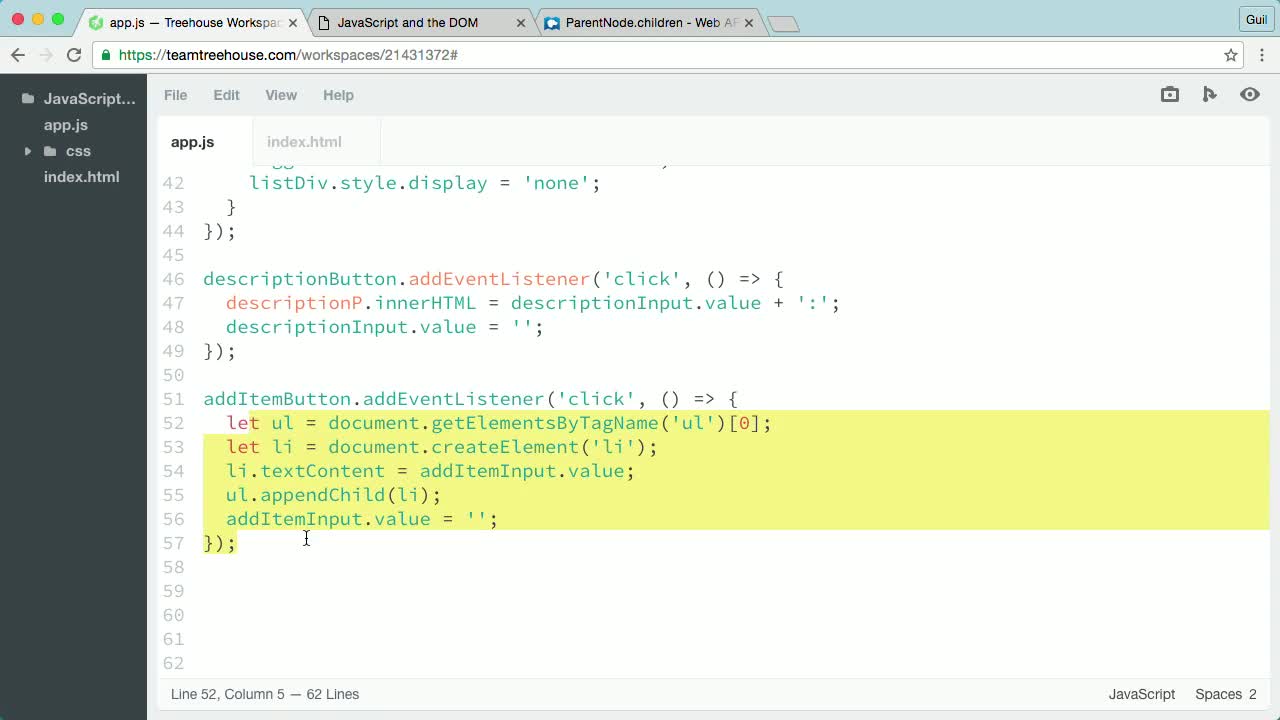 app.js — Treehouse Workspac
JavaScript and the DOM
ParentNode.children - Web AP
Guil
https://teamtreehouse.com/workspaces/21431372#
JavaScript...
app.js
css
index.html
File Edit View Help
app.js index.html
42 listDiv.style.display = 'none';
43 }
44 });
45
46 descriptionButton.addEventListener('click', () => {
47 descriptionP.innerHTML = descriptionInput.value + ':';
48 descriptionInput.value = '';
49 });
50
51 addItemButton.addEventListener('click', () => {
52 let ul = document.getElementsByTagName('ul')[0];
53 let li = document.createElement('li');
54 li.textContent = addItemInput.value;
55 ul.appendChild(li);
56 addItemInput.value = '';
57 });
58
59
60
61
62
Line 52, Column 5 — 62 Lines
JavaScript Spaces 2